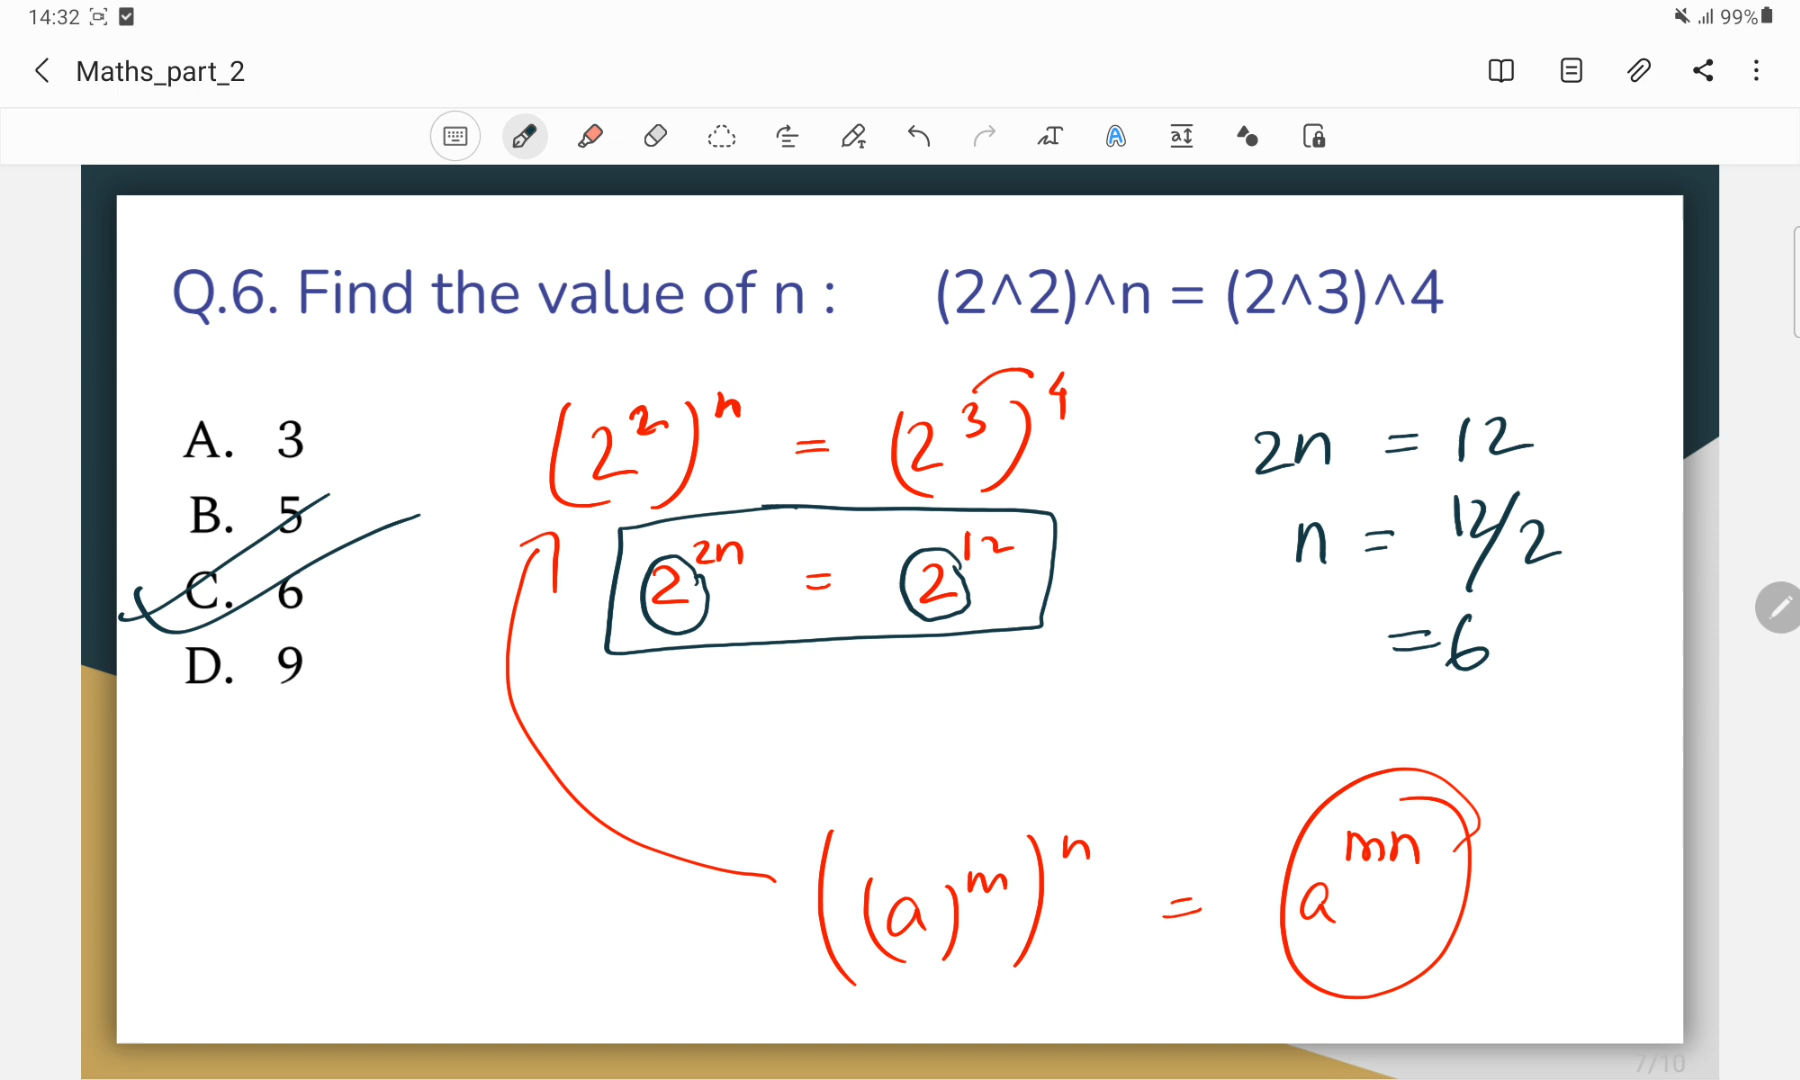 14:32 99%
Maths_part_2
Q.6. Find the value of n : (2^2)^n = (2^3)^4
A. 3
B. 5
C. 6
D. 9
(2²)ⁿ = (2³)⁴
2²ⁿ = 2¹²
2n = 12
n = 12/2
=6
((a)ᵐ)ⁿ = aᵐⁿ
7/10